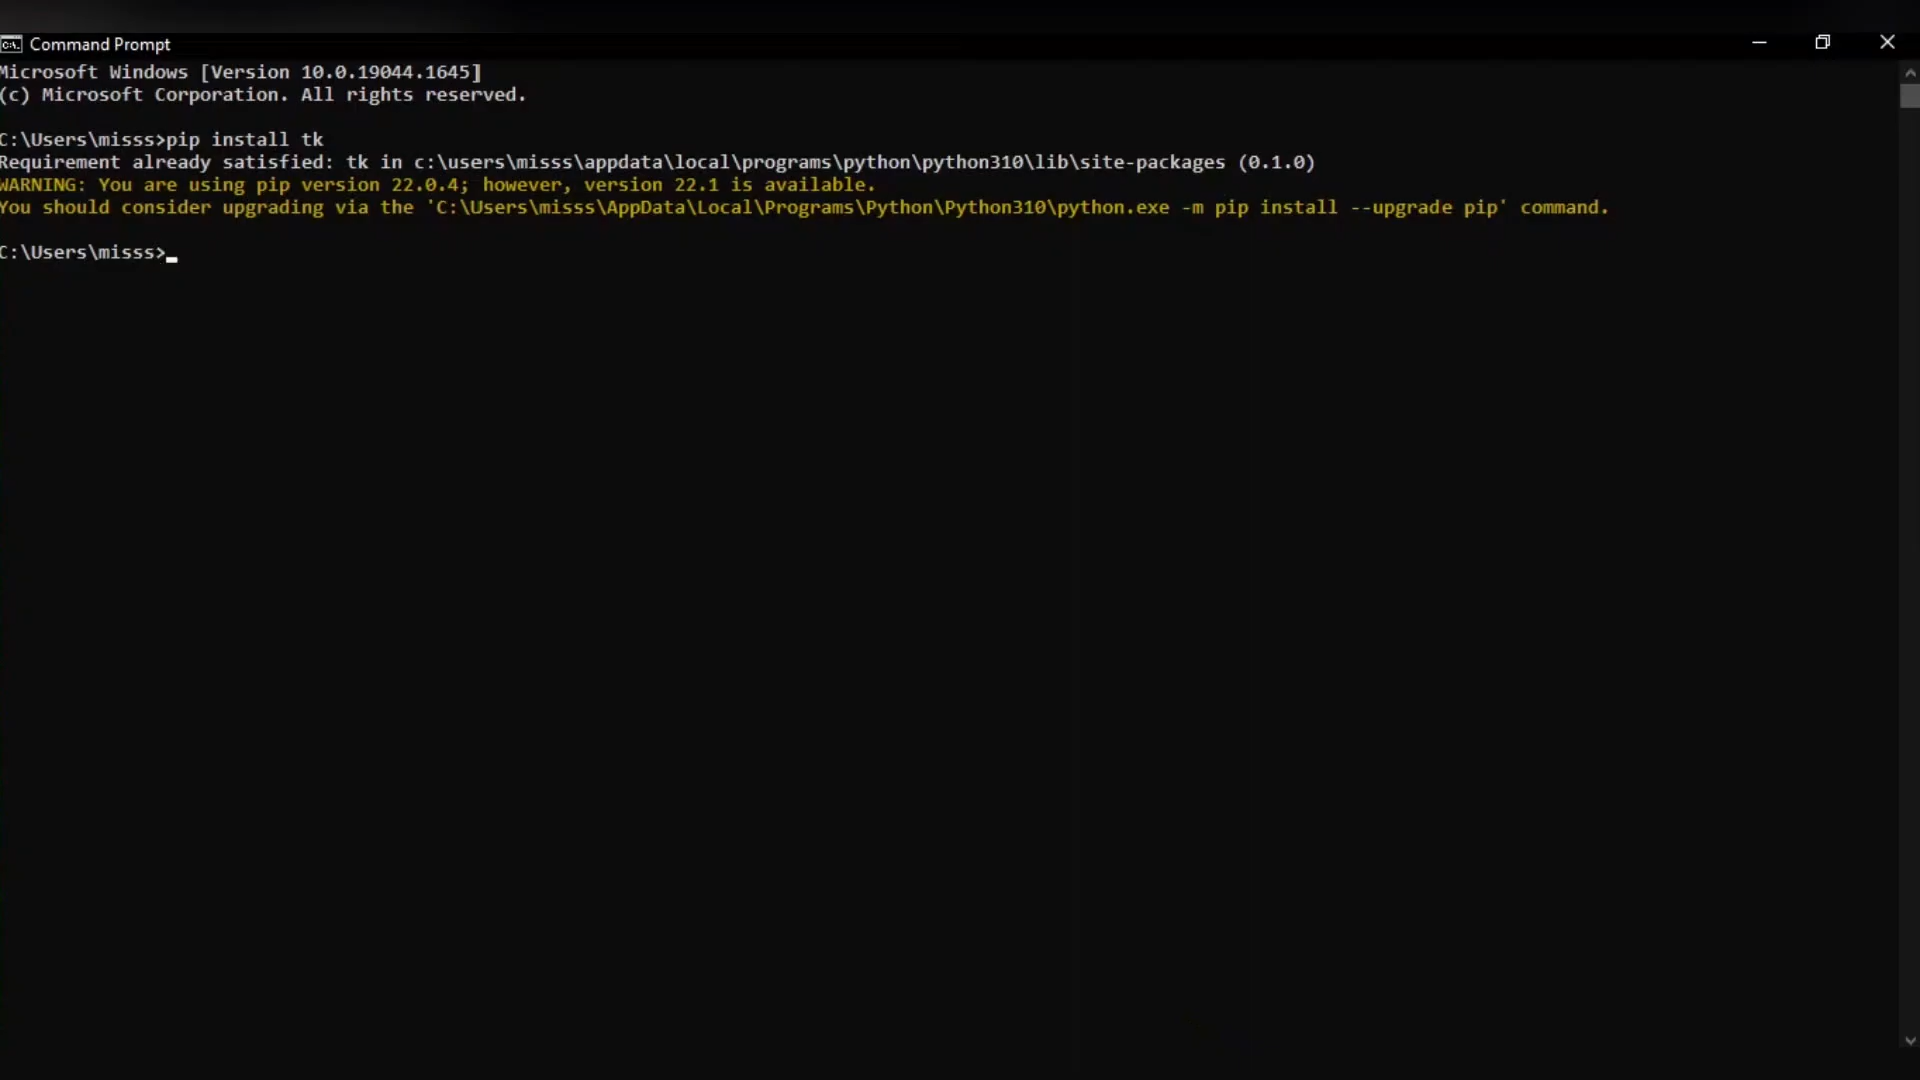 Command Prompt
Microsoft Windows [Version 10.0.19044.1645]
(c) Microsoft Corporation. All rights reserved.
C:\Users\misss>pip install tk
Requirement already satisfied: tk in c:\users\misss\appdata\local\programs\python\python310\lib\site-packages (0.1.0)
WARNING: You are using pip version 22.0.4; however, version 22.1 is available.
You should consider upgrading via the 'C:\Users\misss\AppData\Local\Programs\Python\Python310\python.exe -m pip install --upgrade pip' command.
C:\Users\misss>